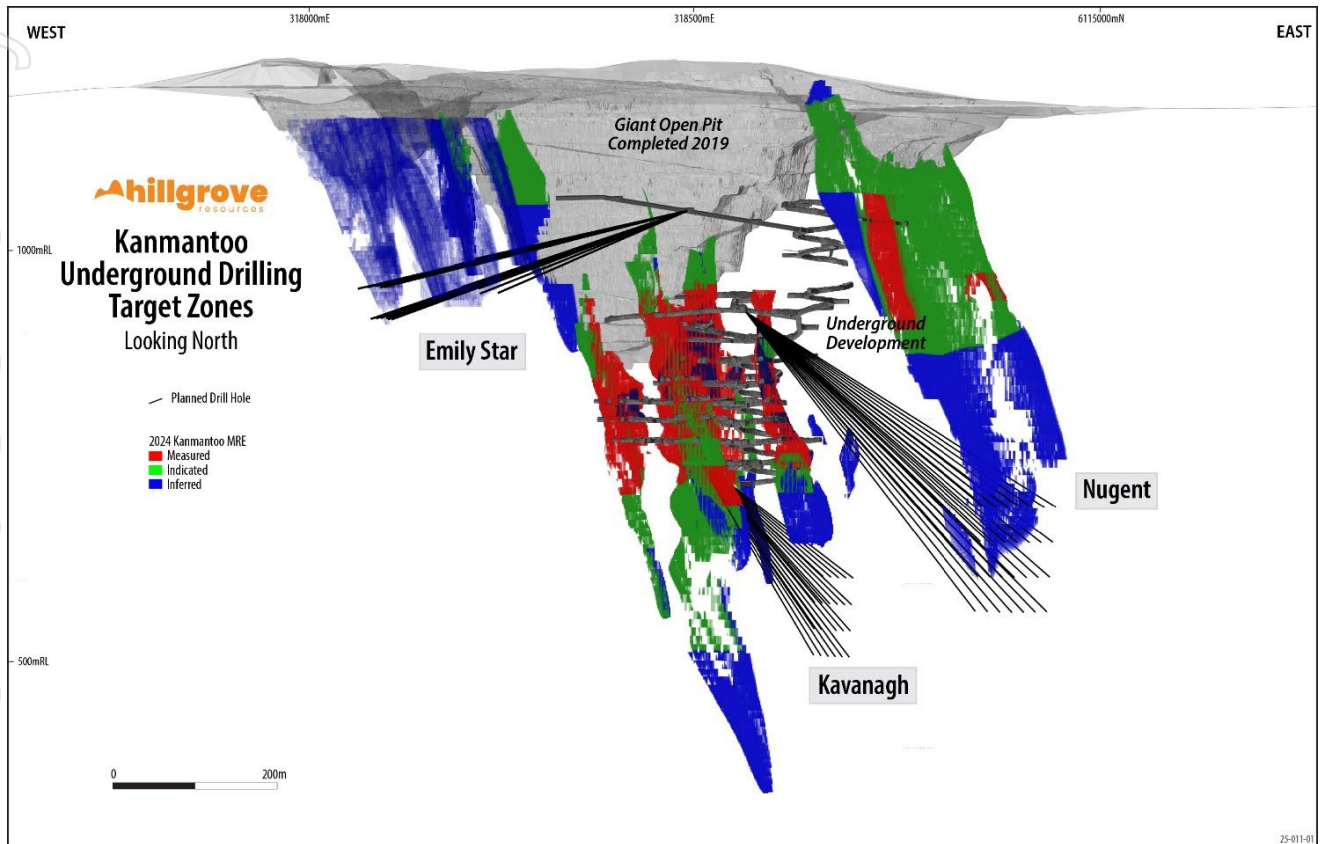 318000mE
318500mE
6115000mN
WEST
EAST
Giant Open Pit
Completed 2019
hillgrove
resources
Kanmantoo
Underground Drilling
Target Zones
Looking North
1000mRL
Emily Star
Underground
Development
Planned Drill Hole
2024 Kanmantoo MRE
Measured
Indicated
Inferred
Nugent
500mRL
Kavanagh
0
200m
25-011-01